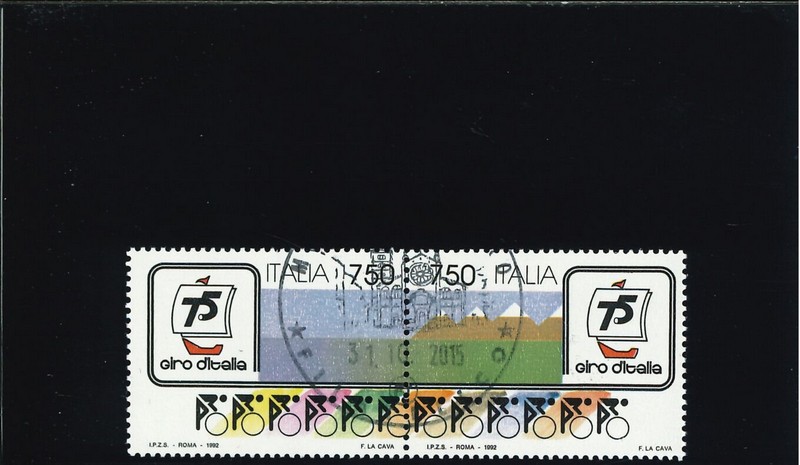 ITALIA 750
750 ITALIA
75
giro d'italia
75
giro d'italia
31. 10 2015
I.P.Z.S. - ROMA - 1992
F. LA CAVA
I.P.Z.S. - ROMA - 1992
F. LA CAVA